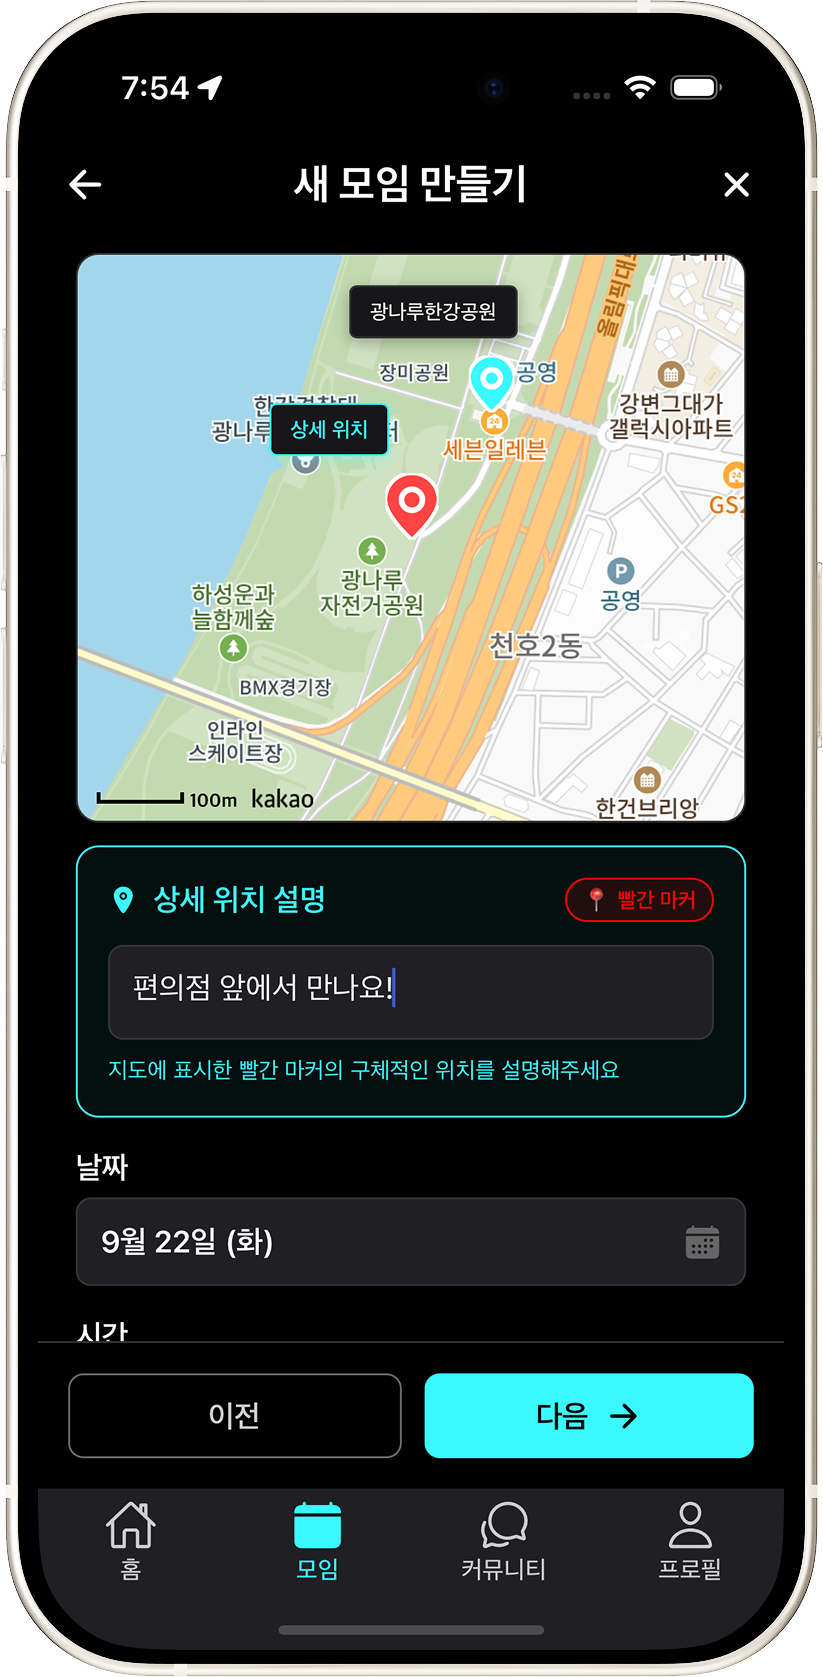 7:54
새 모임 만들기
올림픽대로
광나루한강공원
장미공원
공영
강변그대가
갤럭시아파트
상세 위치
세븐일레븐
광나루
자전거공원
하성운과
늘함께숲
공영
천호2동
BMX경기장
인라인
스케이트장
한건브리앙
100m kakao
상세 위치 설명
빨간 마커
편의점 앞에서 만나요!
지도에 표시한 빨간 마커의 구체적인 위치를 설명해주세요
날짜
9월 22일 (화)
시간
이전
다음
홈
모임
커뮤니티
프로필